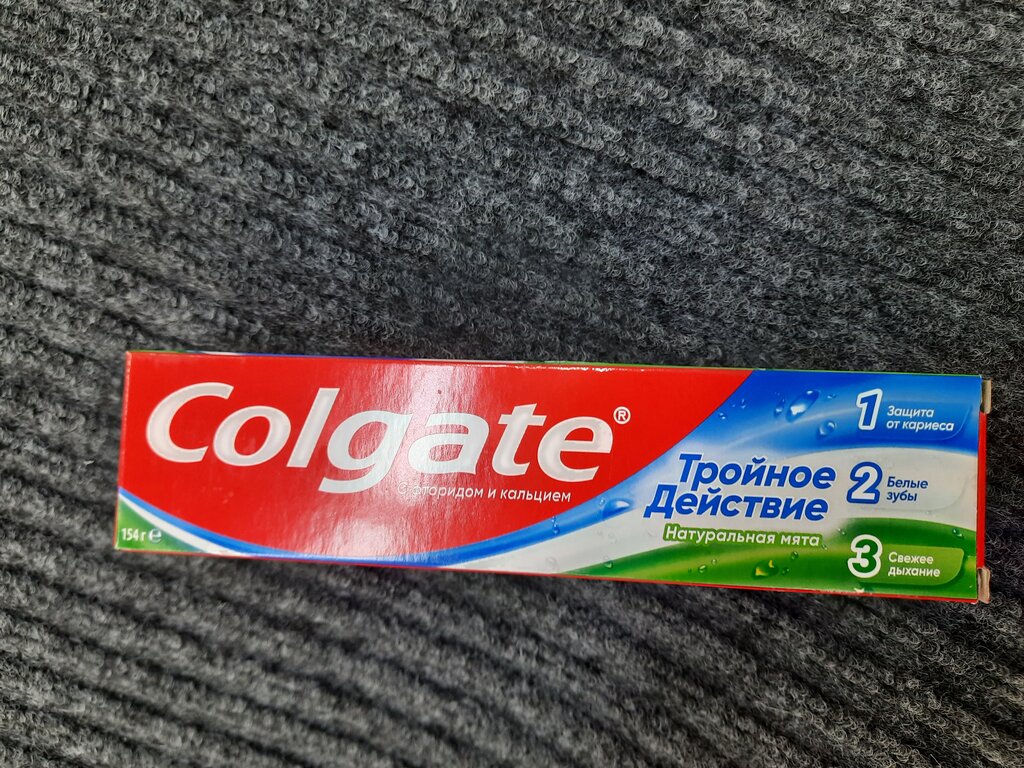 Colgate®
с фторидом и кальцием
154 г ℮
Тройное
Действие
Натуральная мята
1 Защита
от кариеса
2 Белые
зубы
3 Свежее
дыхание